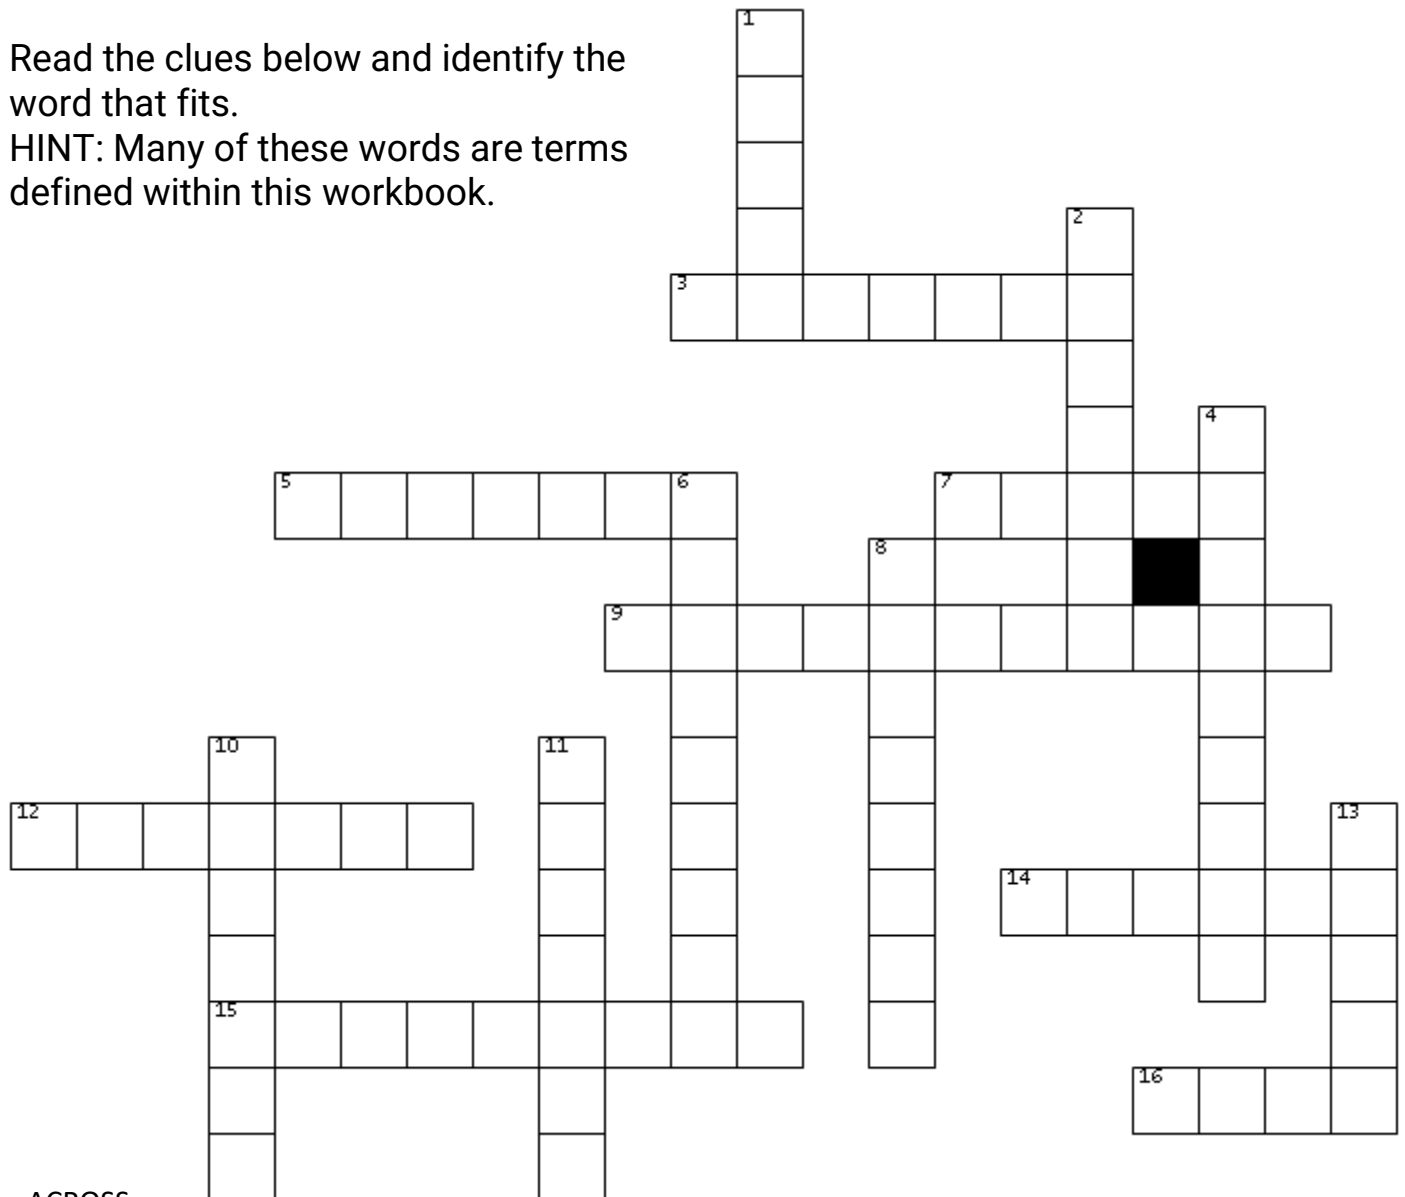 Read the clues below and identify the
word that fits.
HINT: Many of these words are terms
defined within this workbook.
1
2
3
4
5 6 7
8
9
10 11
12 13
14
15
16
ACROSS